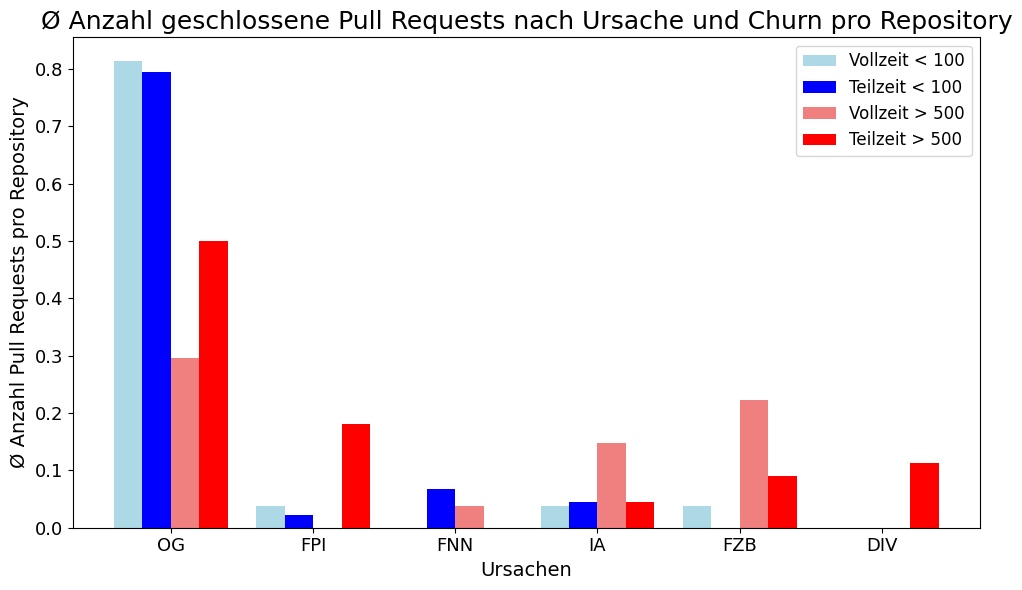 Ø Anzahl geschlossene Pull Requests nach Ursache und Churn pro Repository
Vollzeit < 100
Teilzeit < 100
Vollzeit > 500
Teilzeit > 500
Ø Anzahl Pull Requests pro Repository
0.8
0.7
0.6
0.5
0.4
0.3
0.2
0.1
0.0
OG FPI FNN IA FZB DIV
Ursachen